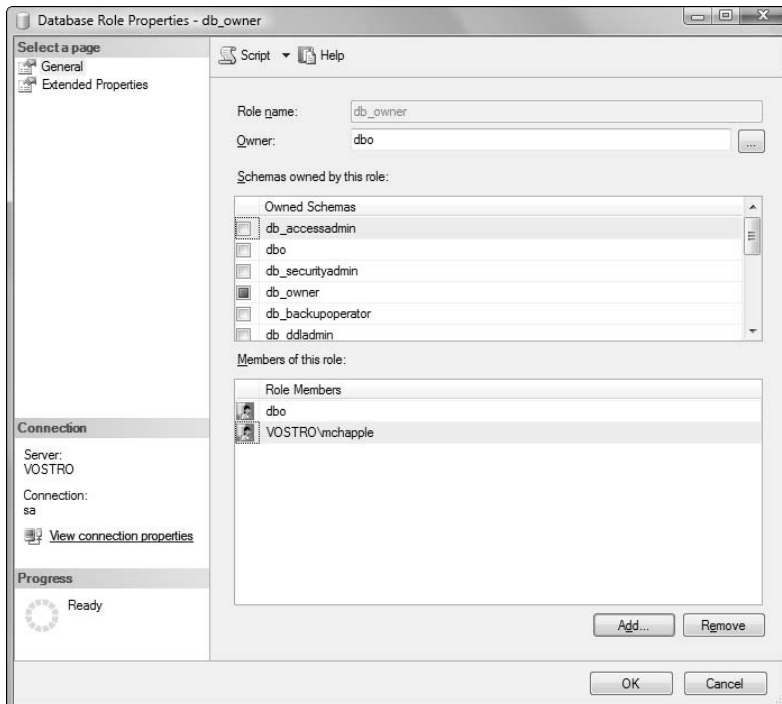 Database Role Properties - db_owner
Select a page
General
Extended Properties
Script
Help
Role name:
db_owner
Owner:
dbo
...
Schemas owned by this role:
Owned Schemas
db_accessadmin
dbo
db_securityadmin
db_owner
db_backupoperator
db_ddladmin
Members of this role:
Role Members
dbo
VOSTRO\mchapple
Connection
Server:
VOSTRO
Connection:
sa
View connection properties
Progress
Ready
Add...
Remove
OK
Cancel